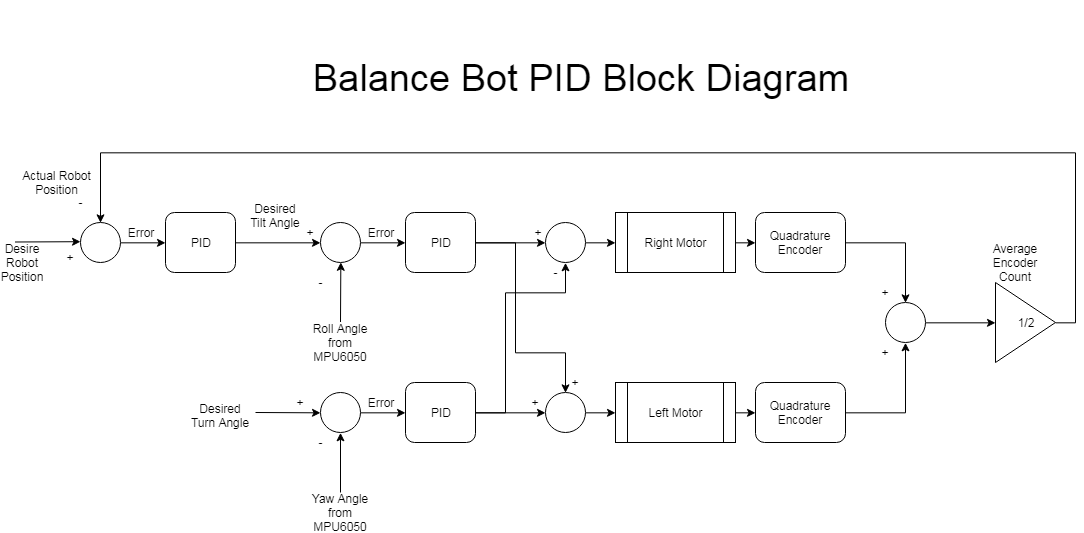 Balance Bot PID Block Diagram
Actual Robot
Position
-
Desire
Robot
Position
+
Error
PID
Desired
Tilt Angle
+
-
Roll Angle
from
MPU6050
Error
PID
+
-
Right Motor
Quadrature
Encoder
+
+
Average
Encoder
Count
1/2
Desired
Turn Angle
+
-
Yaw Angle
from
MPU6050
Error
PID
+
+
Left Motor
Quadrature
Encoder